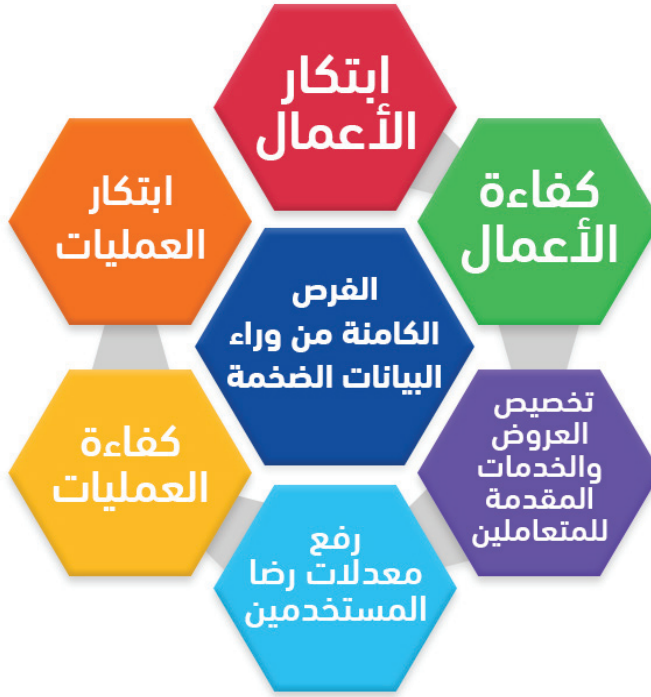 ابتكار
الأعمال
كفاءة
الأعمال
ابتكار
العمليات
الفرص
الكامنة من وراء
البيانات الضخمة
تخصيص
العروض
والخدمات
المقدمة
للمتعاملين
كفاءة
العمليات
رفع
معدلات رضا
المستخدمين